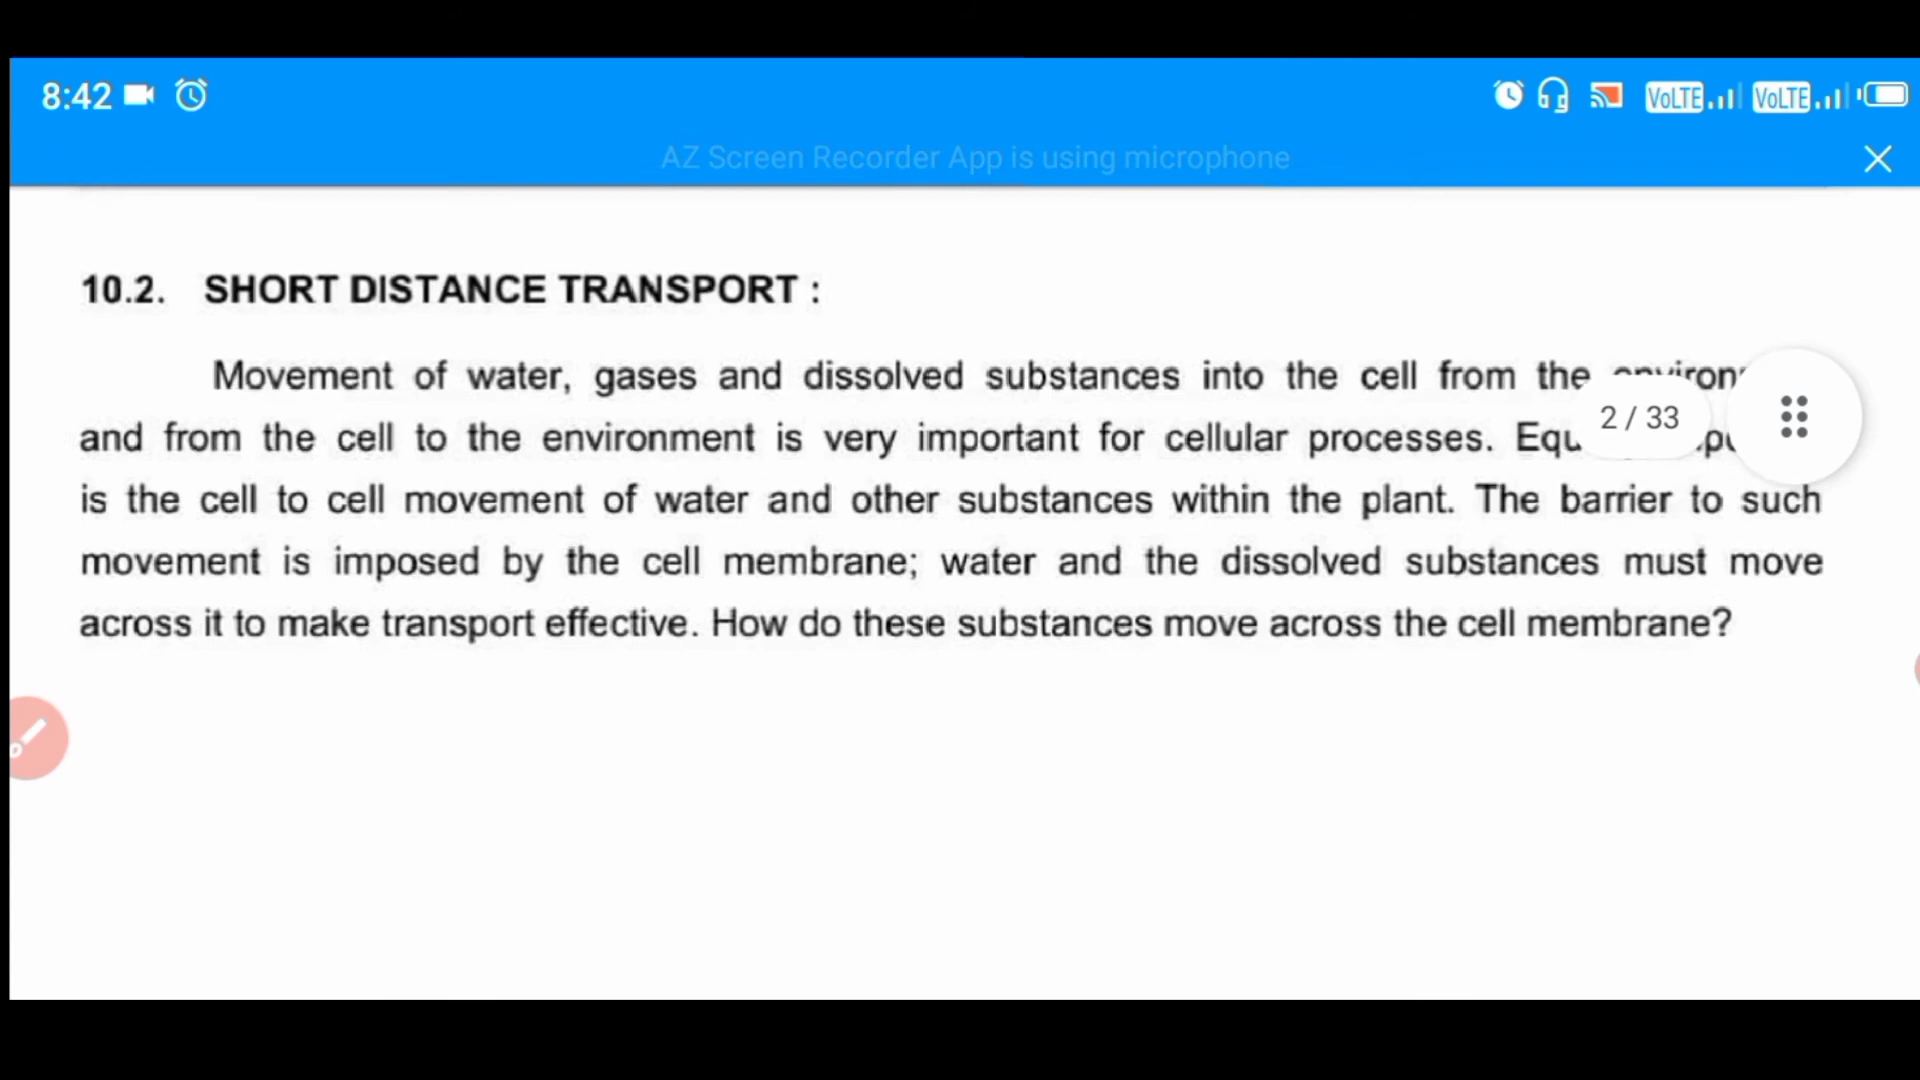 8:42
VoLTE VoLTE
AZ Screen Recorder App is using microphone
10.2. SHORT DISTANCE TRANSPORT :
Movement of water, gases and dissolved substances into the cell from the
2 / 33
and from the cell to the environment is very important for cellular processes.
is the cell to cell movement of water and other substances within the plant. The barrier to such
movement is imposed by the cell membrane; water and the dissolved substances must move
across it to make transport effective. How do these substances move across the cell membrane?